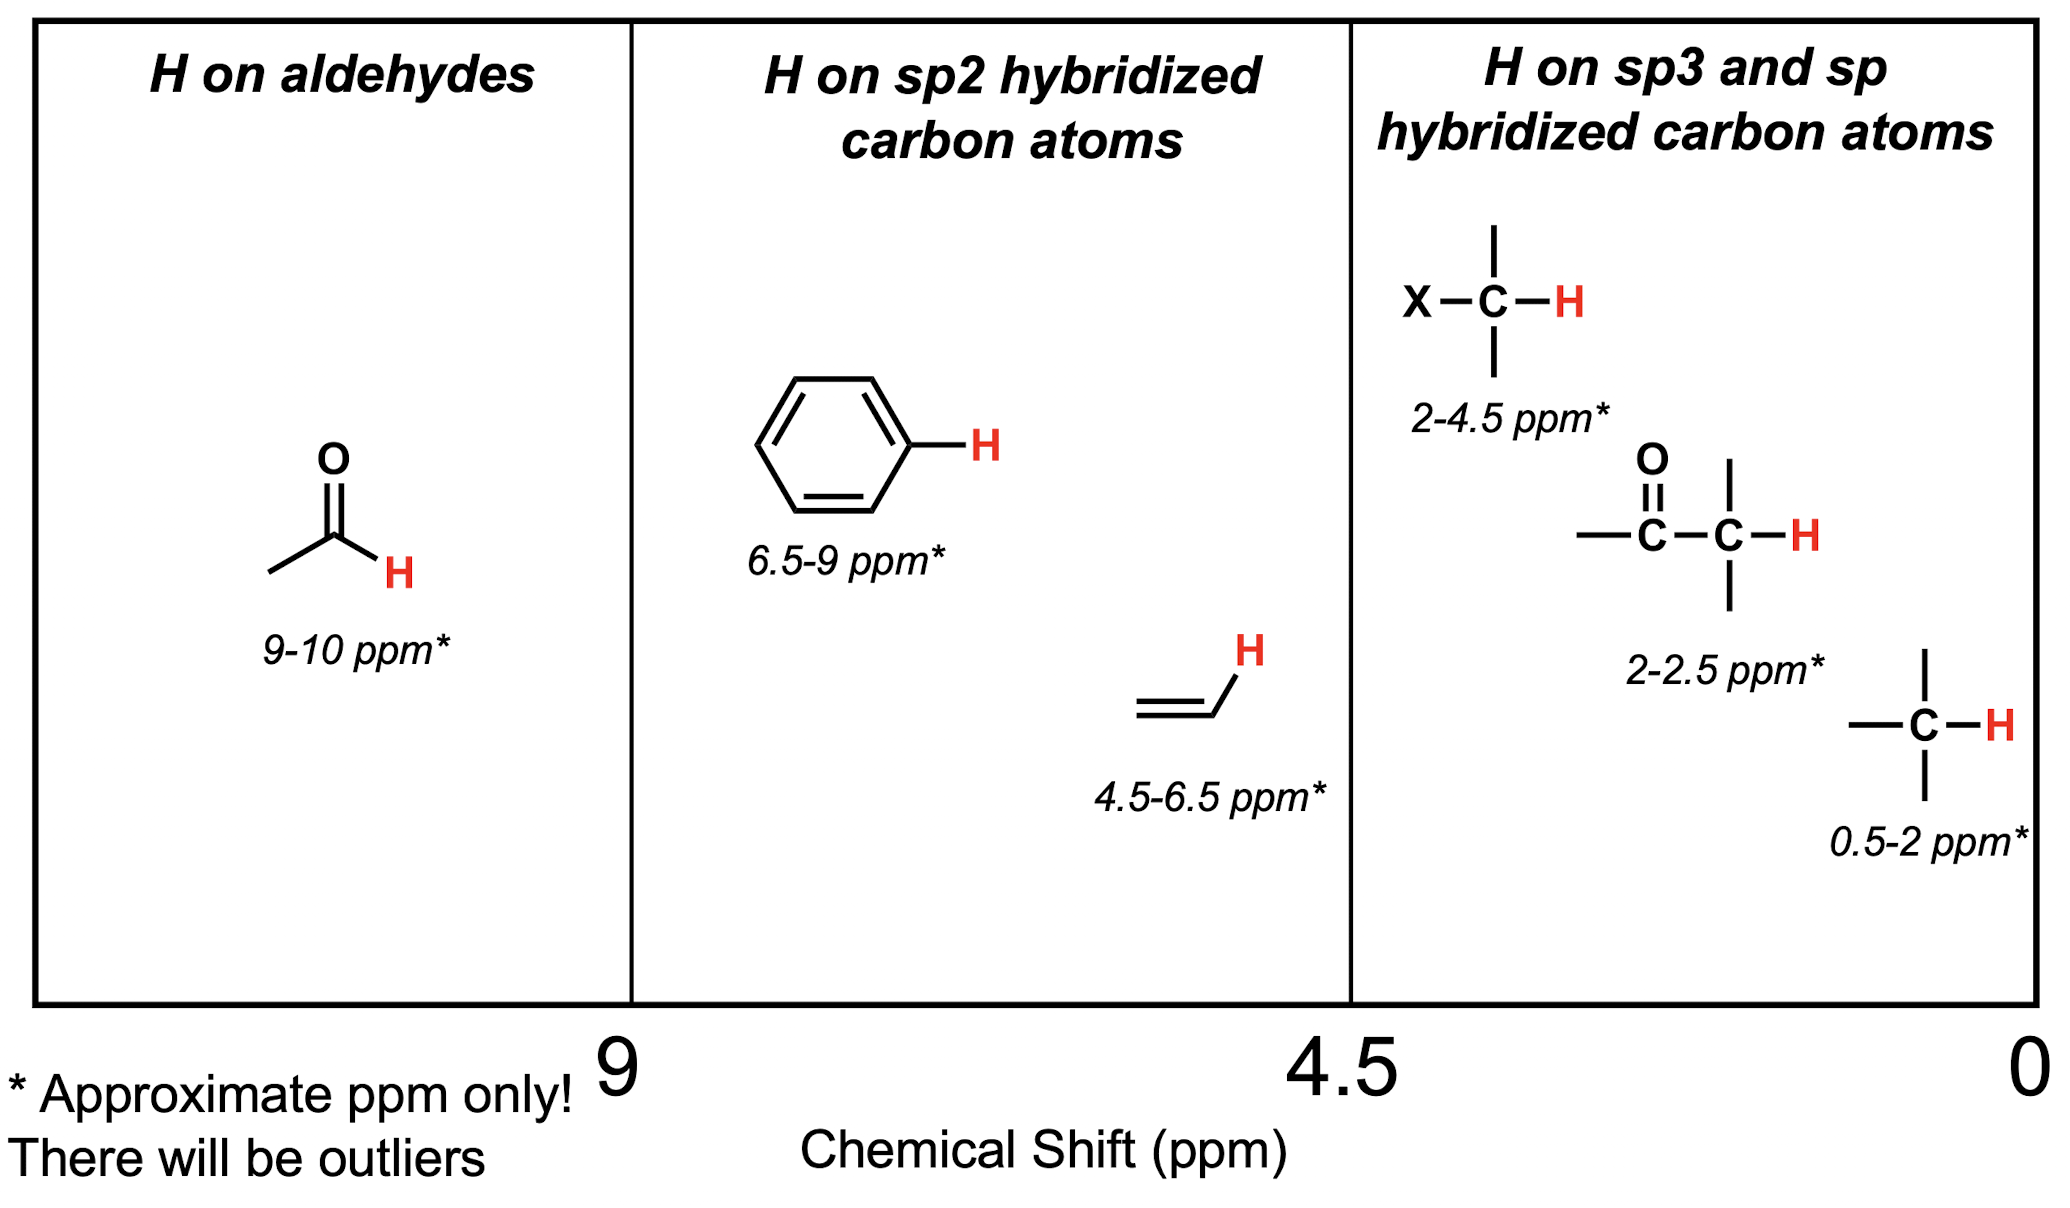 H on aldehydes
H on sp2 hybridized
carbon atoms
H on sp3 and sp
hybridized carbon atoms
O
H
9-10 ppm*
H
6.5-9 ppm*
H
4.5-6.5 ppm*
X C H
2-4.5 ppm*
O
C C H
2-2.5 ppm*
C H
0.5-2 ppm*
9
4.5
0
* Approximate ppm only!
There will be outliers
Chemical Shift (ppm)